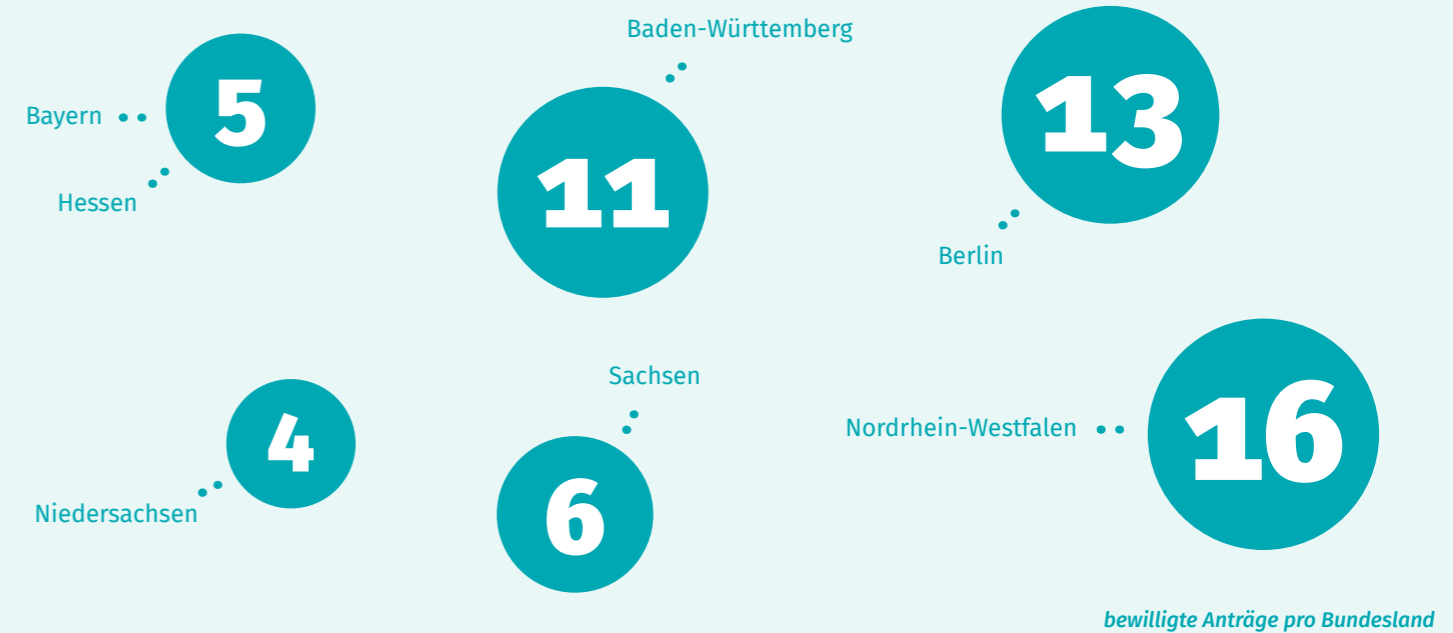 Bayern
Hessen
5
Baden-Württemberg
11
13
Berlin
Niedersachsen
4
Sachsen
6
Nordrhein-Westfalen
16
bewilligte Anträge pro Bundesland